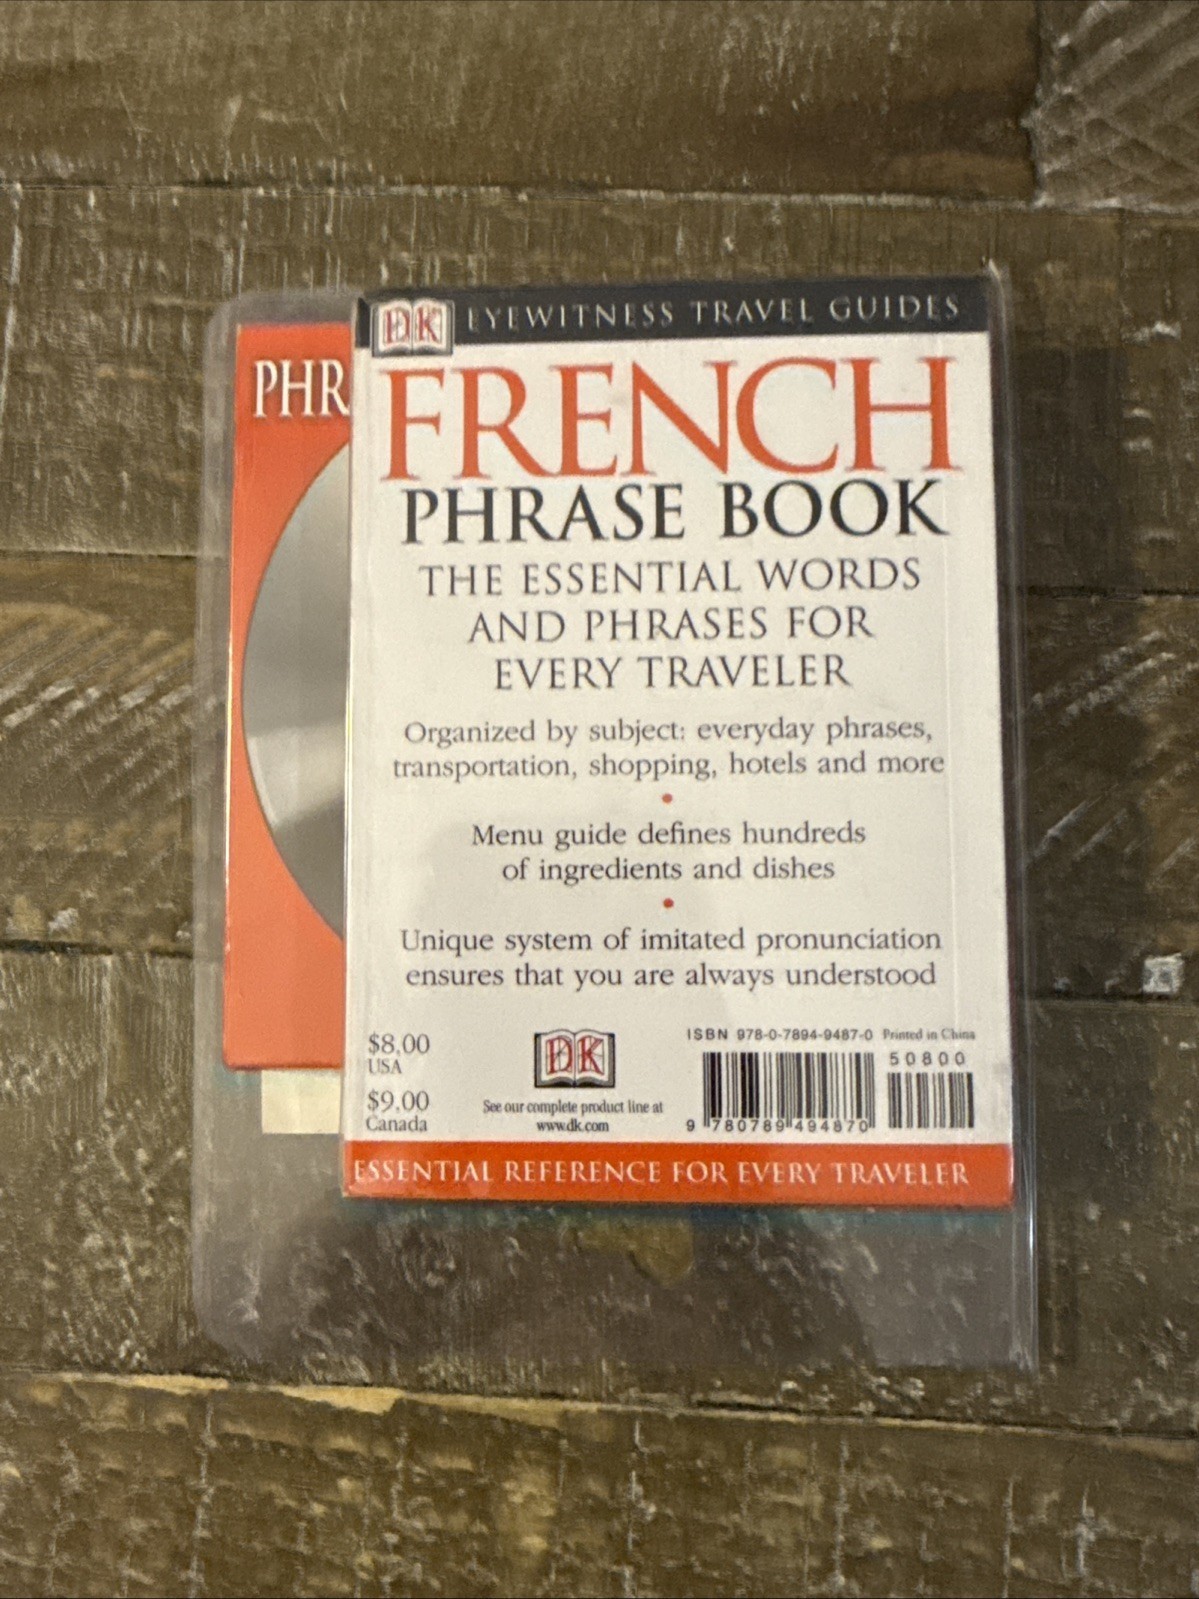 DK EYEWITNESS TRAVEL GUIDES
PHR
FRENCH
PHRASE BOOK
THE ESSENTIAL WORDS
AND PHRASES FOR
EVERY TRAVELER
Organized by subject: everyday phrases,
transportation, shopping, hotels and more
•
Menu guide defines hundreds
of ingredients and dishes
•
Unique system of imitated pronunciation
ensures that you are always understood
$8.00
USA
$9.00
Canada
DK
See our complete product line at
www.dk.com
ISBN 978-0-7894-9487-0 Printed in China
50800
9 780789 494870
ESSENTIAL REFERENCE FOR EVERY TRAVELER